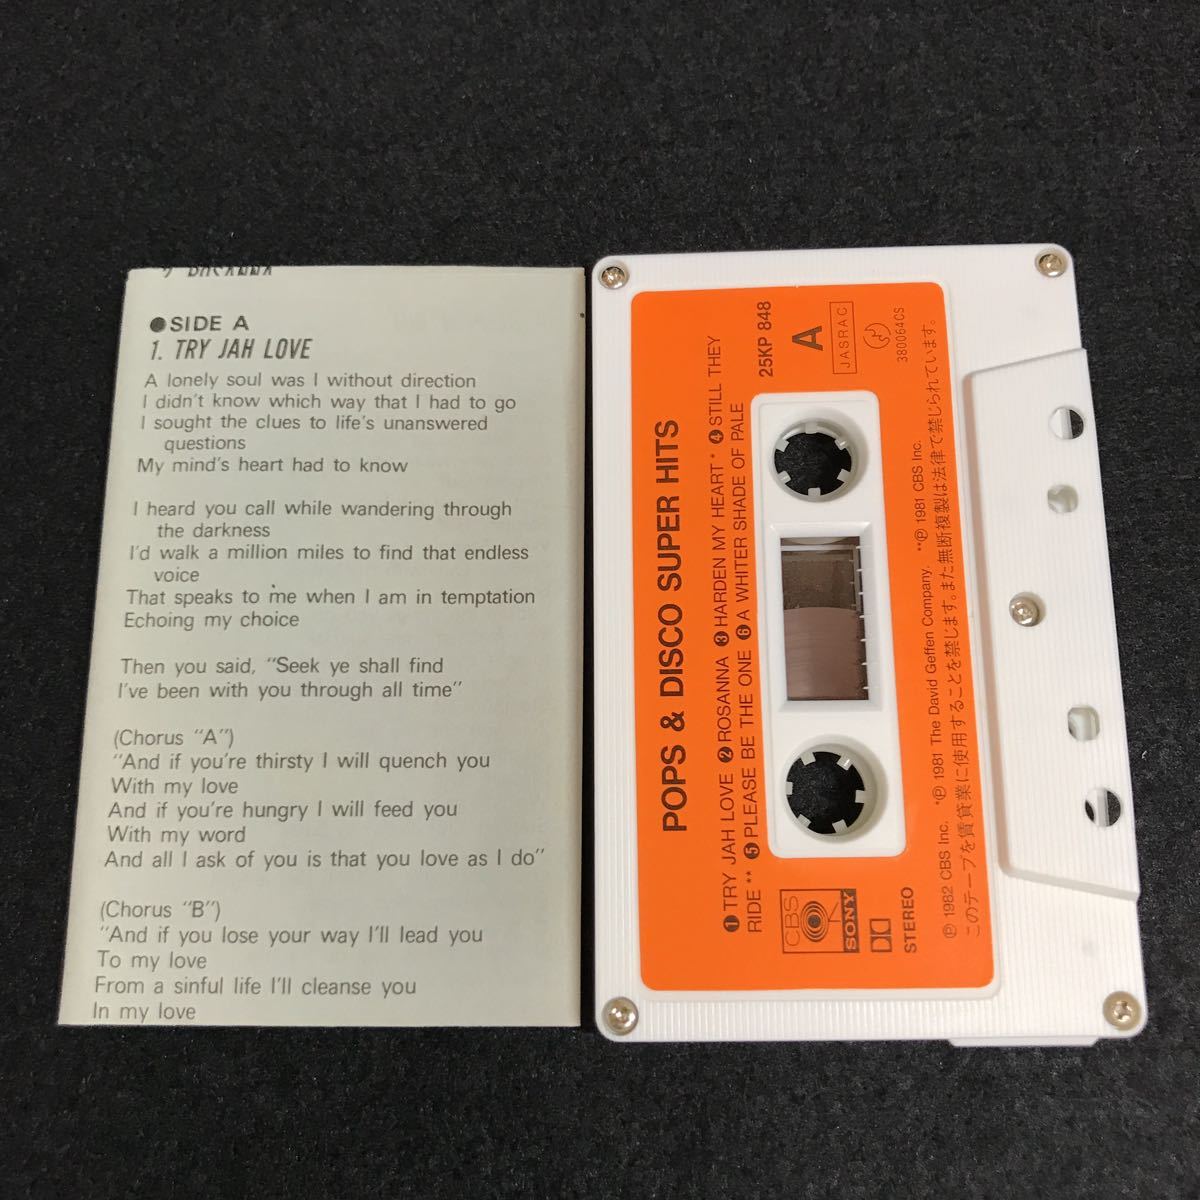 ●SIDE A
1. TRY JAH LOVE
A lonely soul was I without direction
I didn't know which way that I had to go
I sought the clues to life's unanswered
questions
My mind's heart had to know
I heard you call while wandering through
the darkness
I'd walk a million miles to find that endless
voice
That speaks to me when I am in temptation
Echoing my choice
Then you said, "Seek ye shall find
I've been with you through all time"
(Chorus "A")
"And if you're thirsty I will quench you
With my love
And if you're hungry I will feed you
With my word
And all I ask of you is that you love as I do"
(Chorus "B")
"And if you lose your way I'll lead you
To my love
From a sinful life I'll cleanse you
In my love
POPS & DISCO SUPER HITS
25KP 848
A
JASRAC
380064CS
❶TRY JAH LOVE ❷ROSANNA ❸HARDEN MY HEART * ❹STILL THEY
RIDE ** ❺PLEASE BE THE ONE ❻A WHITER SHADE OF PALE
CBS
SONY
STEREO
Ⓟ 1982 CBS Inc. *Ⓟ 1981 The David Geffen Company. **Ⓟ 1981 CBS Inc.
このテープを賃貸業に使用することを禁じます。また無断複製は法律で禁じられています。